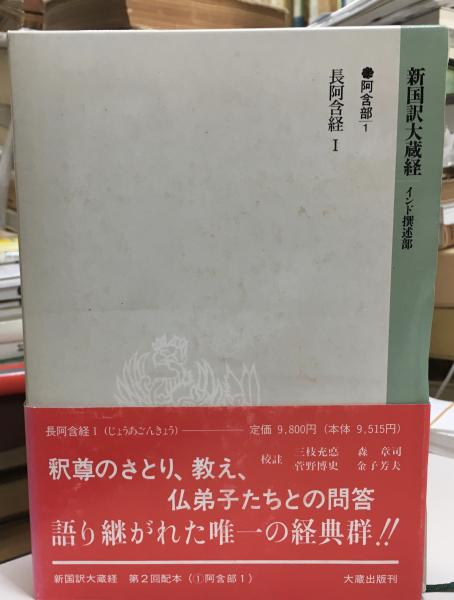 新国訳大蔵経 インド撰述部
阿含部 1
長阿含経 I
長阿含経 1 (じょうあごんきょう) 定価 9,800円 (本体 9,515円)
釈尊のさとり、教え、
校註 三枝充悳 森 章司
菅野博史 金子芳夫
仏弟子たちとの問答
語り継がれた唯一の経典群!!
新国訳大蔵経 第2回配本 (①阿含部1) 大蔵出版刊